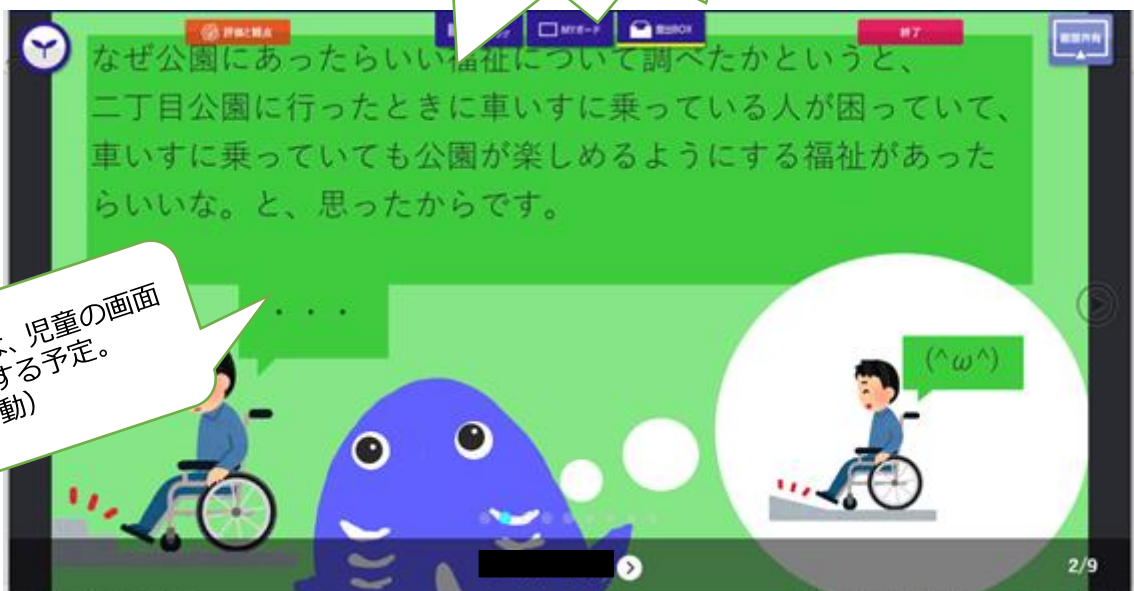 評価と観点
MYボード
提出BOX
終了
画面共有
なぜ公園にあったらいい福祉について調べたかというと、
二丁目公園に行ったときに車いすに乗っている人が困っていて、
車いすに乗っていても公園が楽しめるようにする福祉があった
らいいな。と、思ったからです。
、児童の画面
する予定。
動)
・・・
(^ω^)
2/9